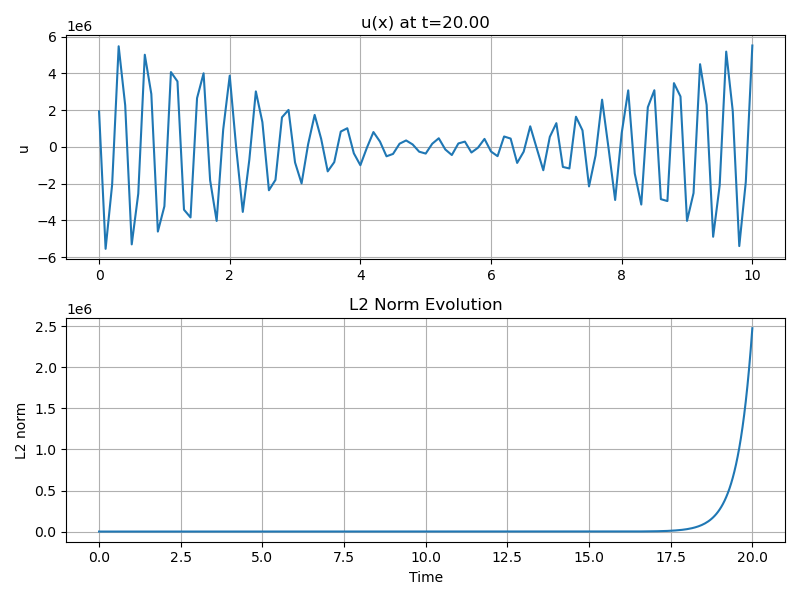 u(x) at t=20.00
1e6
6
4
2
0
−2
−4
−6
u
0 2 4 6 8 10
L2 Norm Evolution
1e6
2.5
2.0
1.5
1.0
0.5
0.0
L2 norm
0.0 2.5 5.0 7.5 10.0 12.5 15.0 17.5 20.0
Time